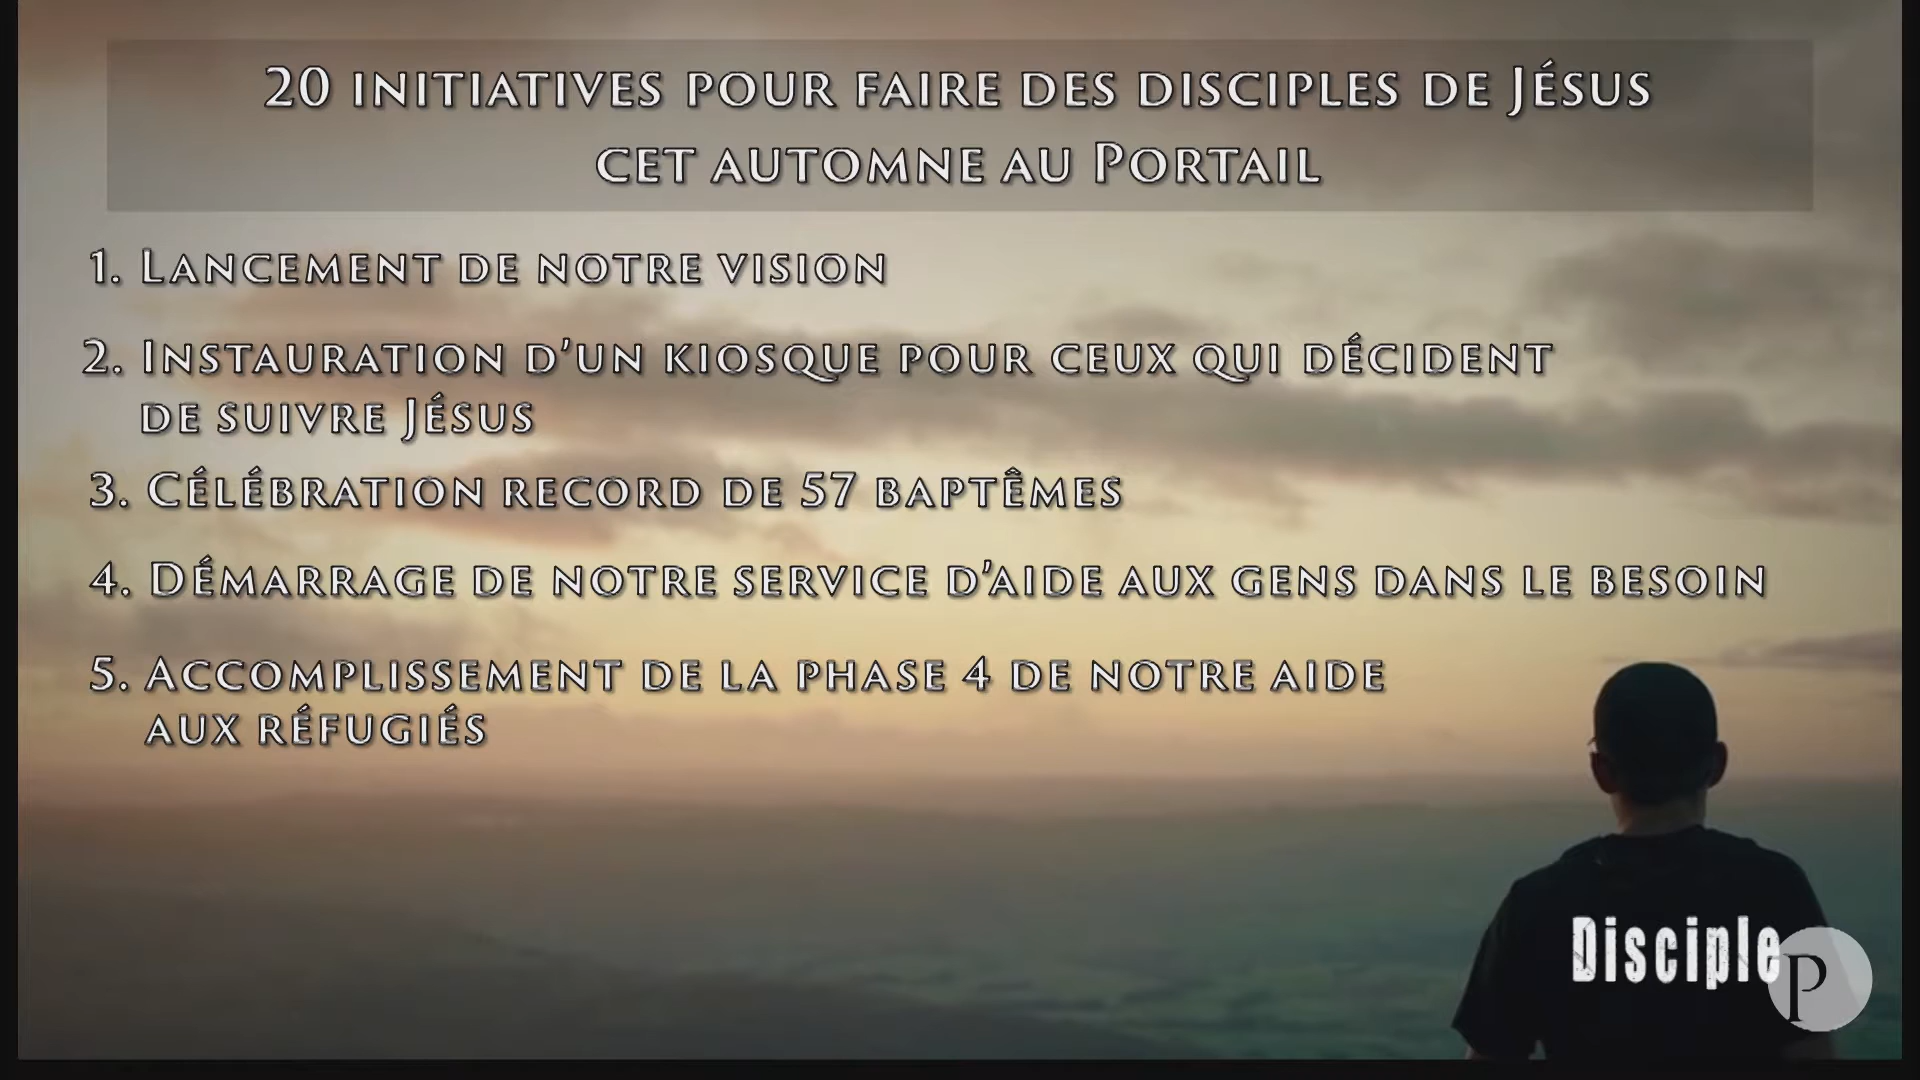 20 initiatives pour faire des disciples de Jésus
cet automne au Portail
1. Lancement de notre vision
2. Instauration d'un kiosque pour ceux qui décident
de suivre Jésus
3. Célébration record de 57 baptêmes
4. Démarrage de notre service d'aide aux gens dans le besoin
5. Accomplissement de la phase 4 de notre aide
aux réfugiés
Disciple
P